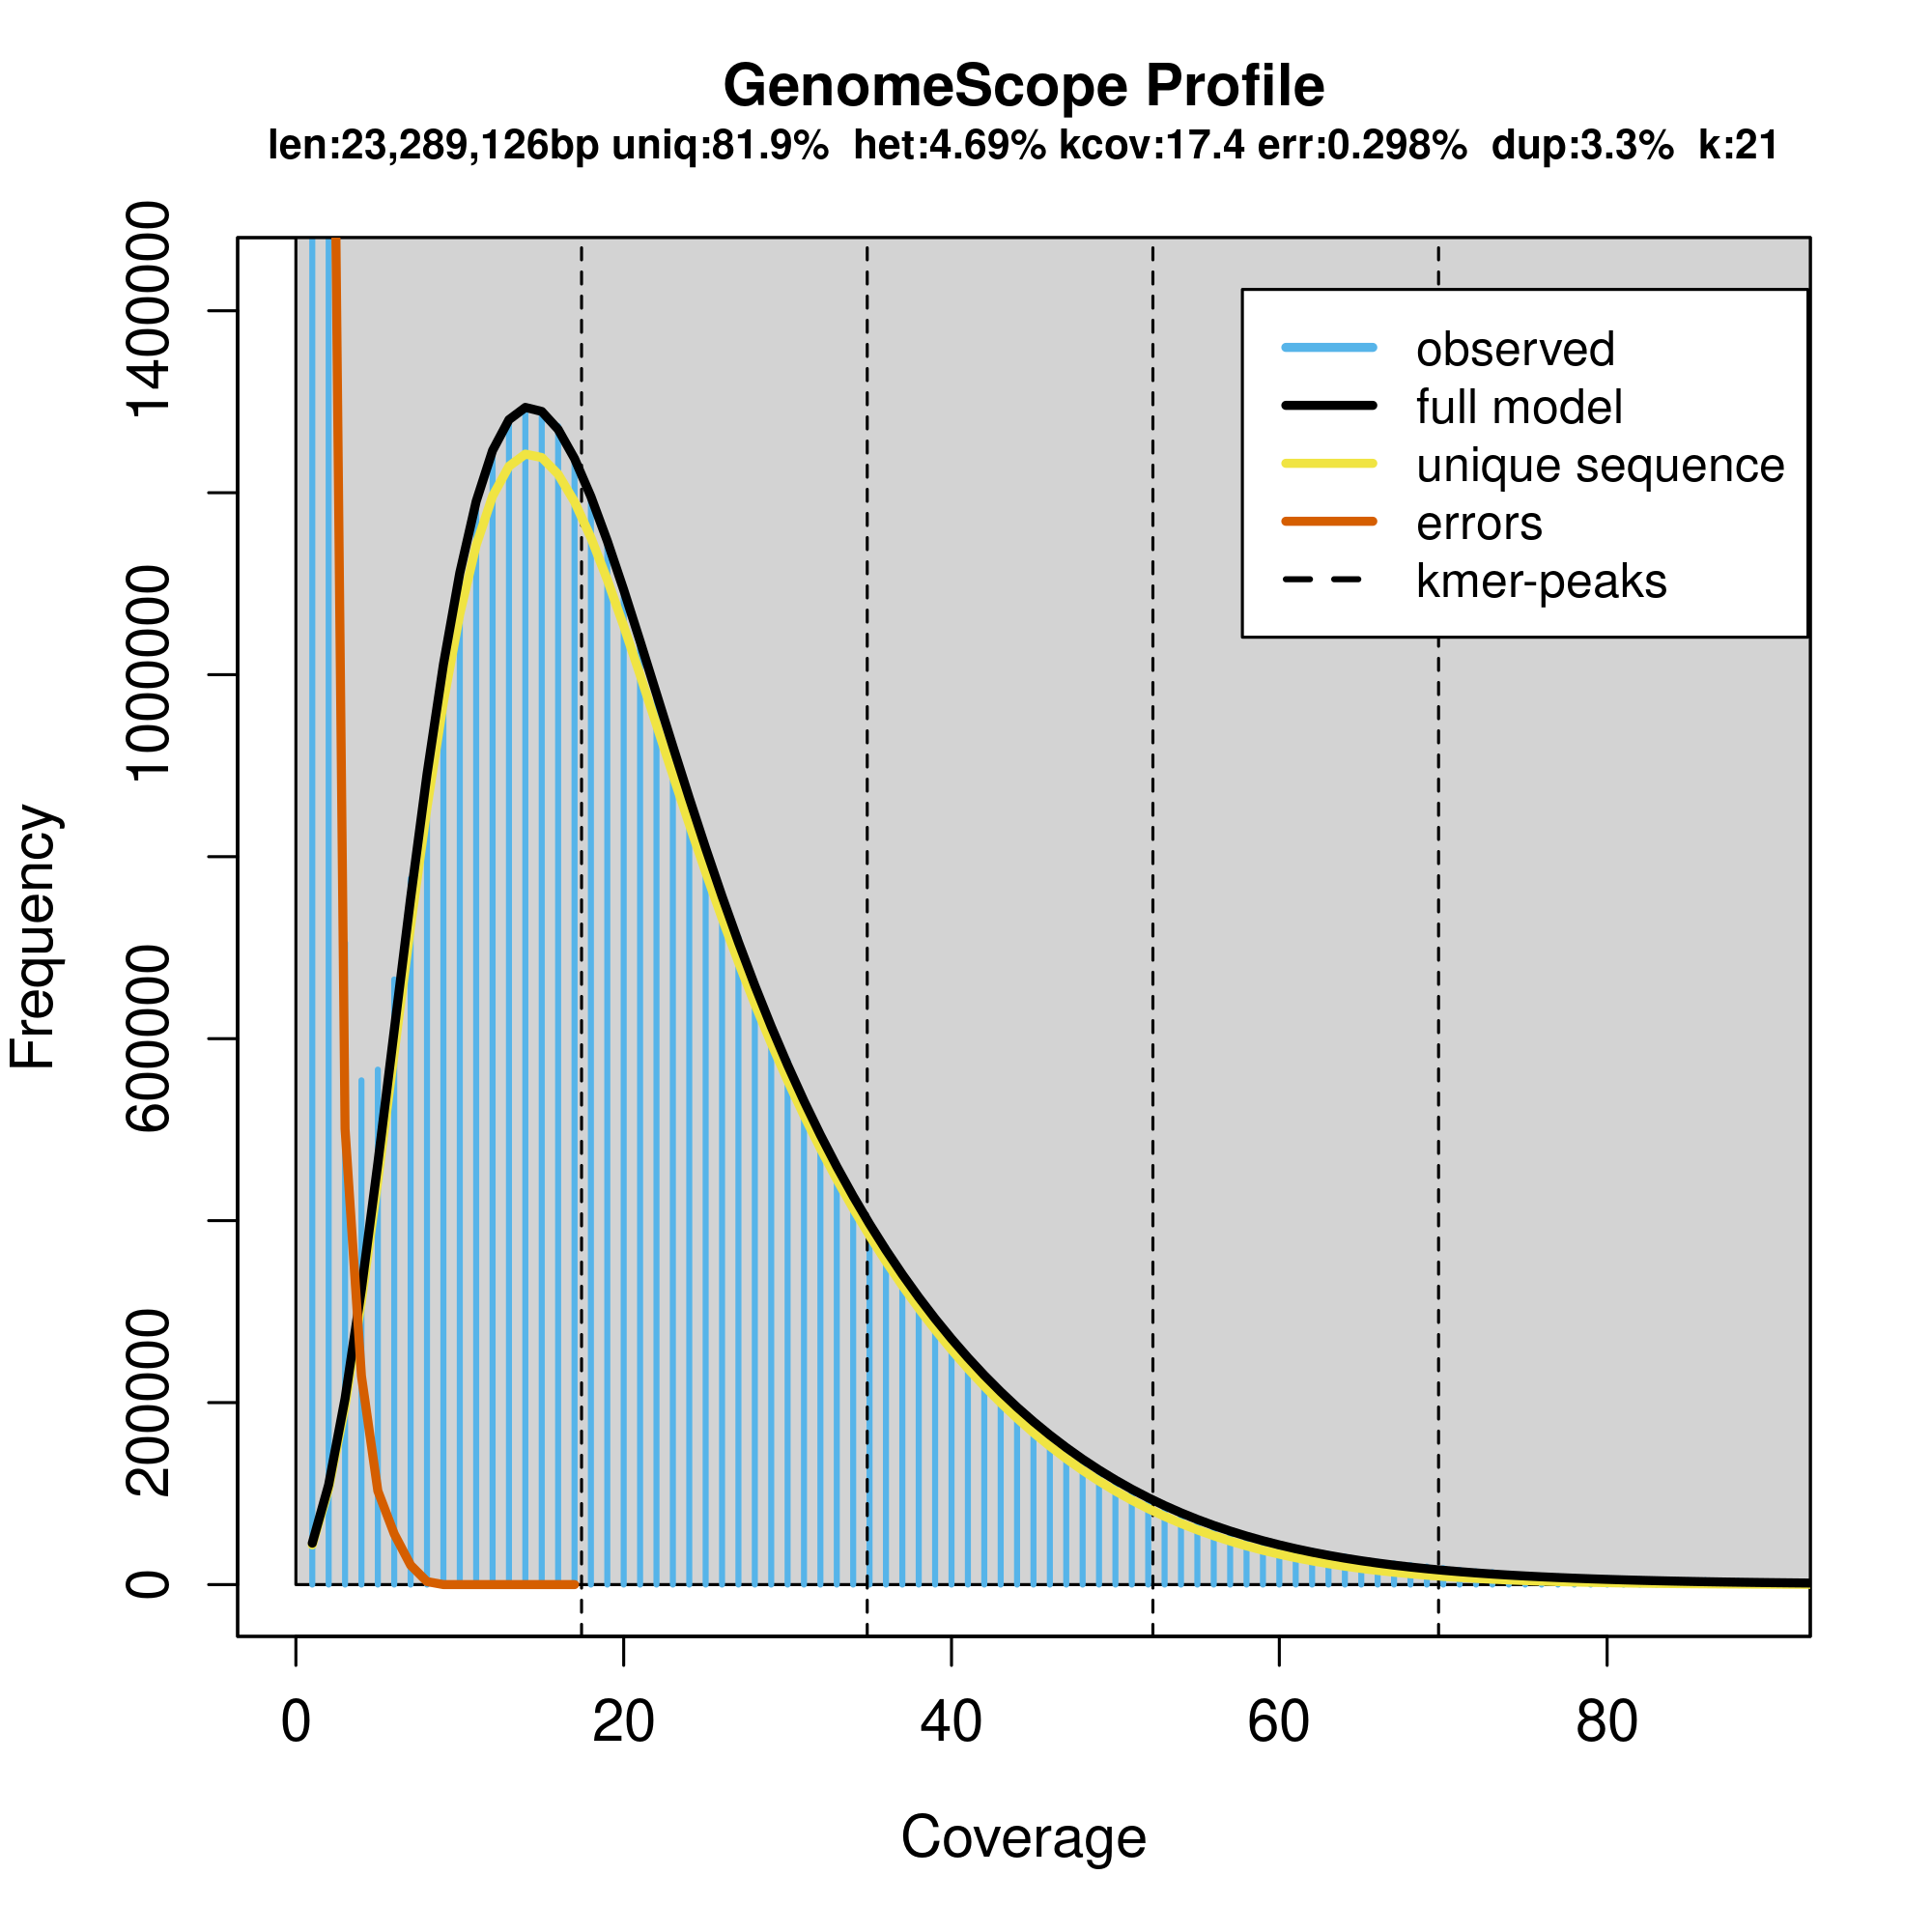 GenomeScope Profile
len:23,289,126bp uniq:81.9% het:4.69% kcov:17.4 err:0.298% dup:3.3% k:21
1400000
1000000
600000
200000
0
Frequency
observed
full model
unique sequence
errors
kmer-peaks
0 20 40 60 80
Coverage